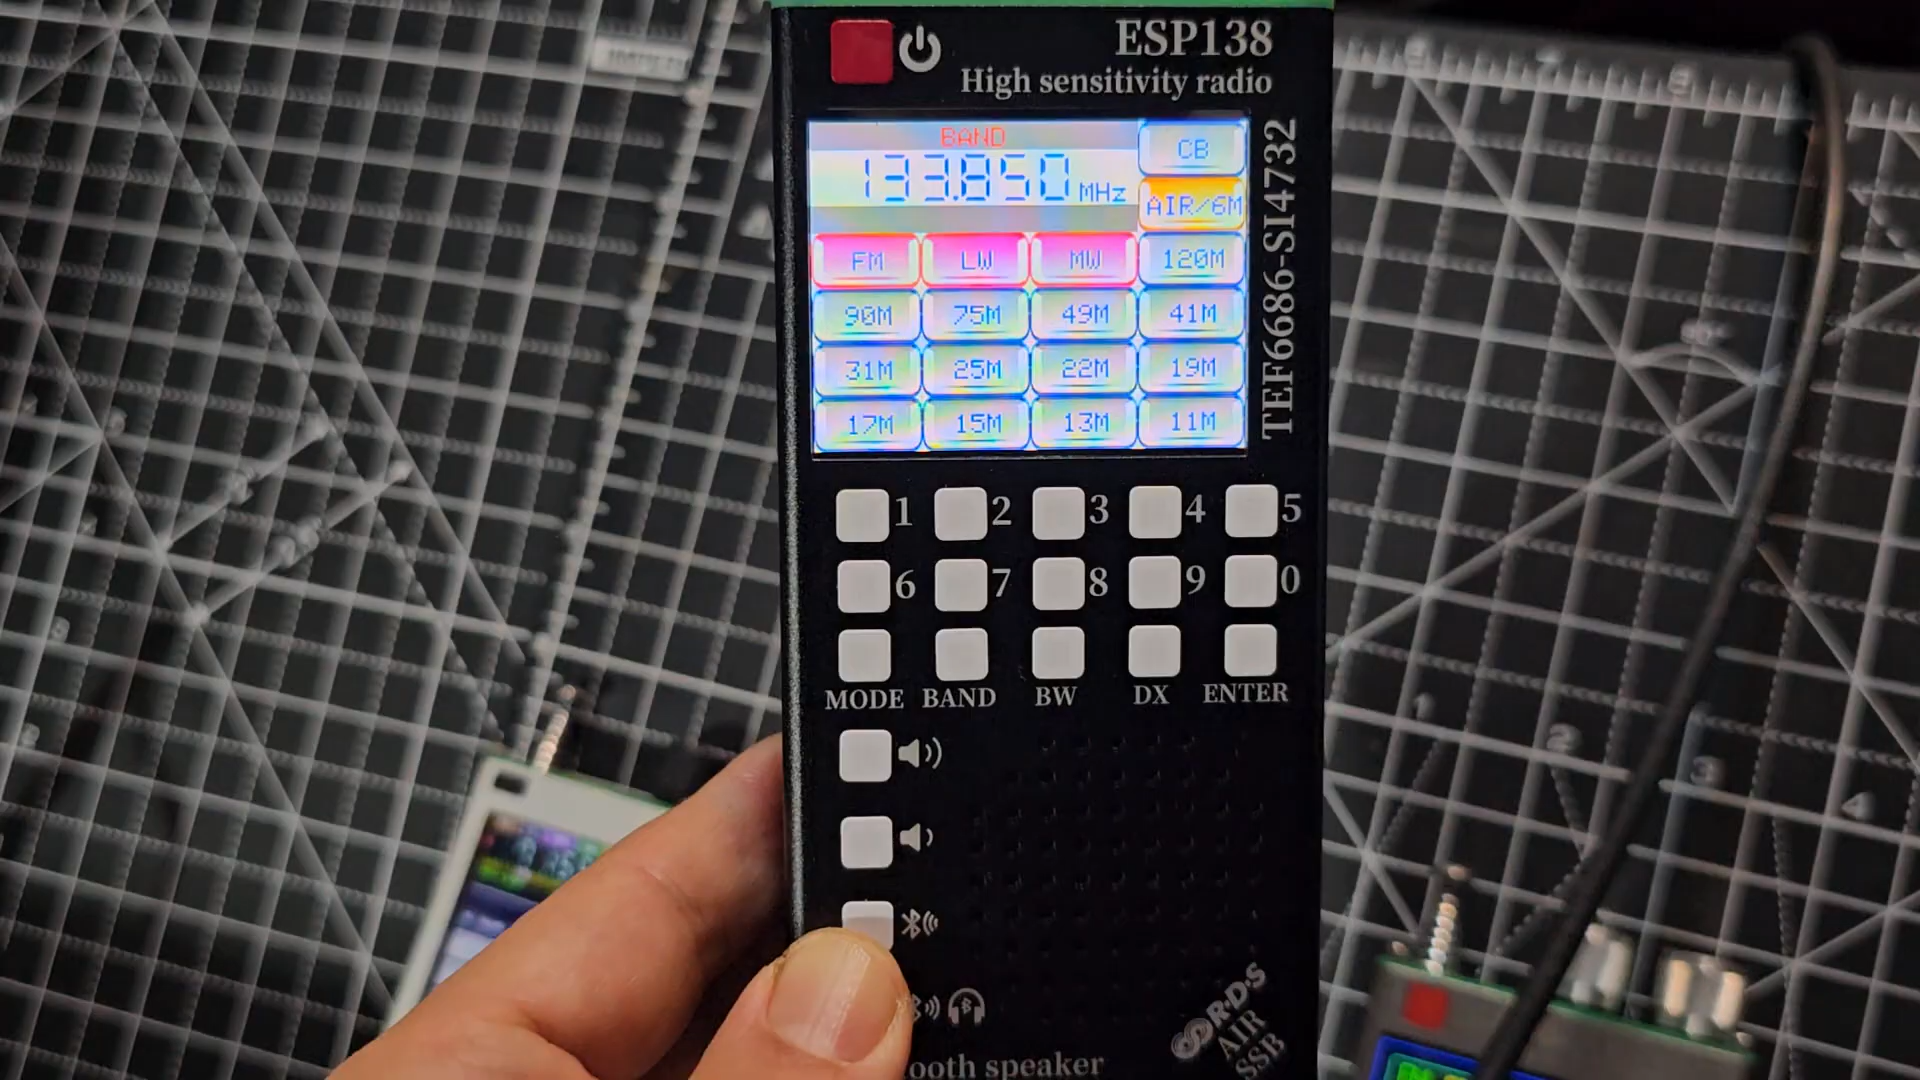 ESP138
High sensitivity radio
TEF6686-SI4732
BAND
133.850 MHz
CB
AIR/6M
FM LW MW 120M
90M 75M 49M 41M
31M 25M 22M 19M
17M 15M 13M 11M
1 2 3 4 5
6 7 8 9 0
MODE BAND BW DX ENTER
R·D·S
AIR
SSB
ooth speaker